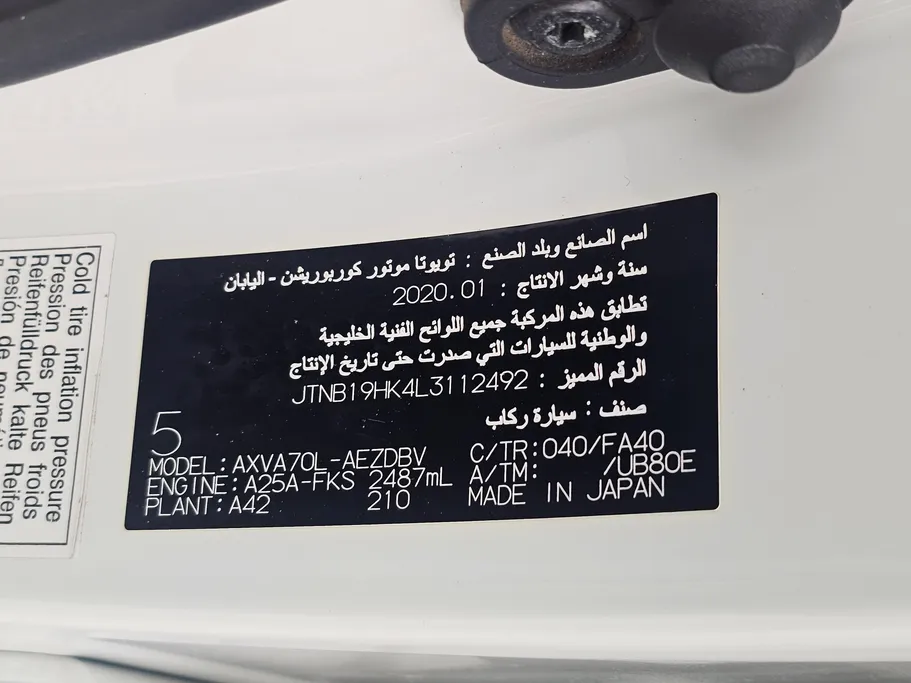 اسم الصانع وبلد الصنع : تويوتا موتور كوربوريشن - اليابان
سنة وشهر الانتاج : 2020.01
تطابق هذه المركبة جميع اللوائح الفنية الخليجية
والوطنية للسيارات التي صدرت حتى تاريخ الإنتاج
الرقم المميز : JTNB19HK4L3112492
صنف : سيارة ركاب
5
MODEL:AXVA70L-AEZDBV C/TR:040/FA40
ENGINE:A25A-FKS 2487mL A/TM: /UB80E
PLANT:A42 210 MADE IN JAPAN
Cold tire inflation pressure
Pression des pneus froids
Reifenfülldruck kalte Reifen
Presión de